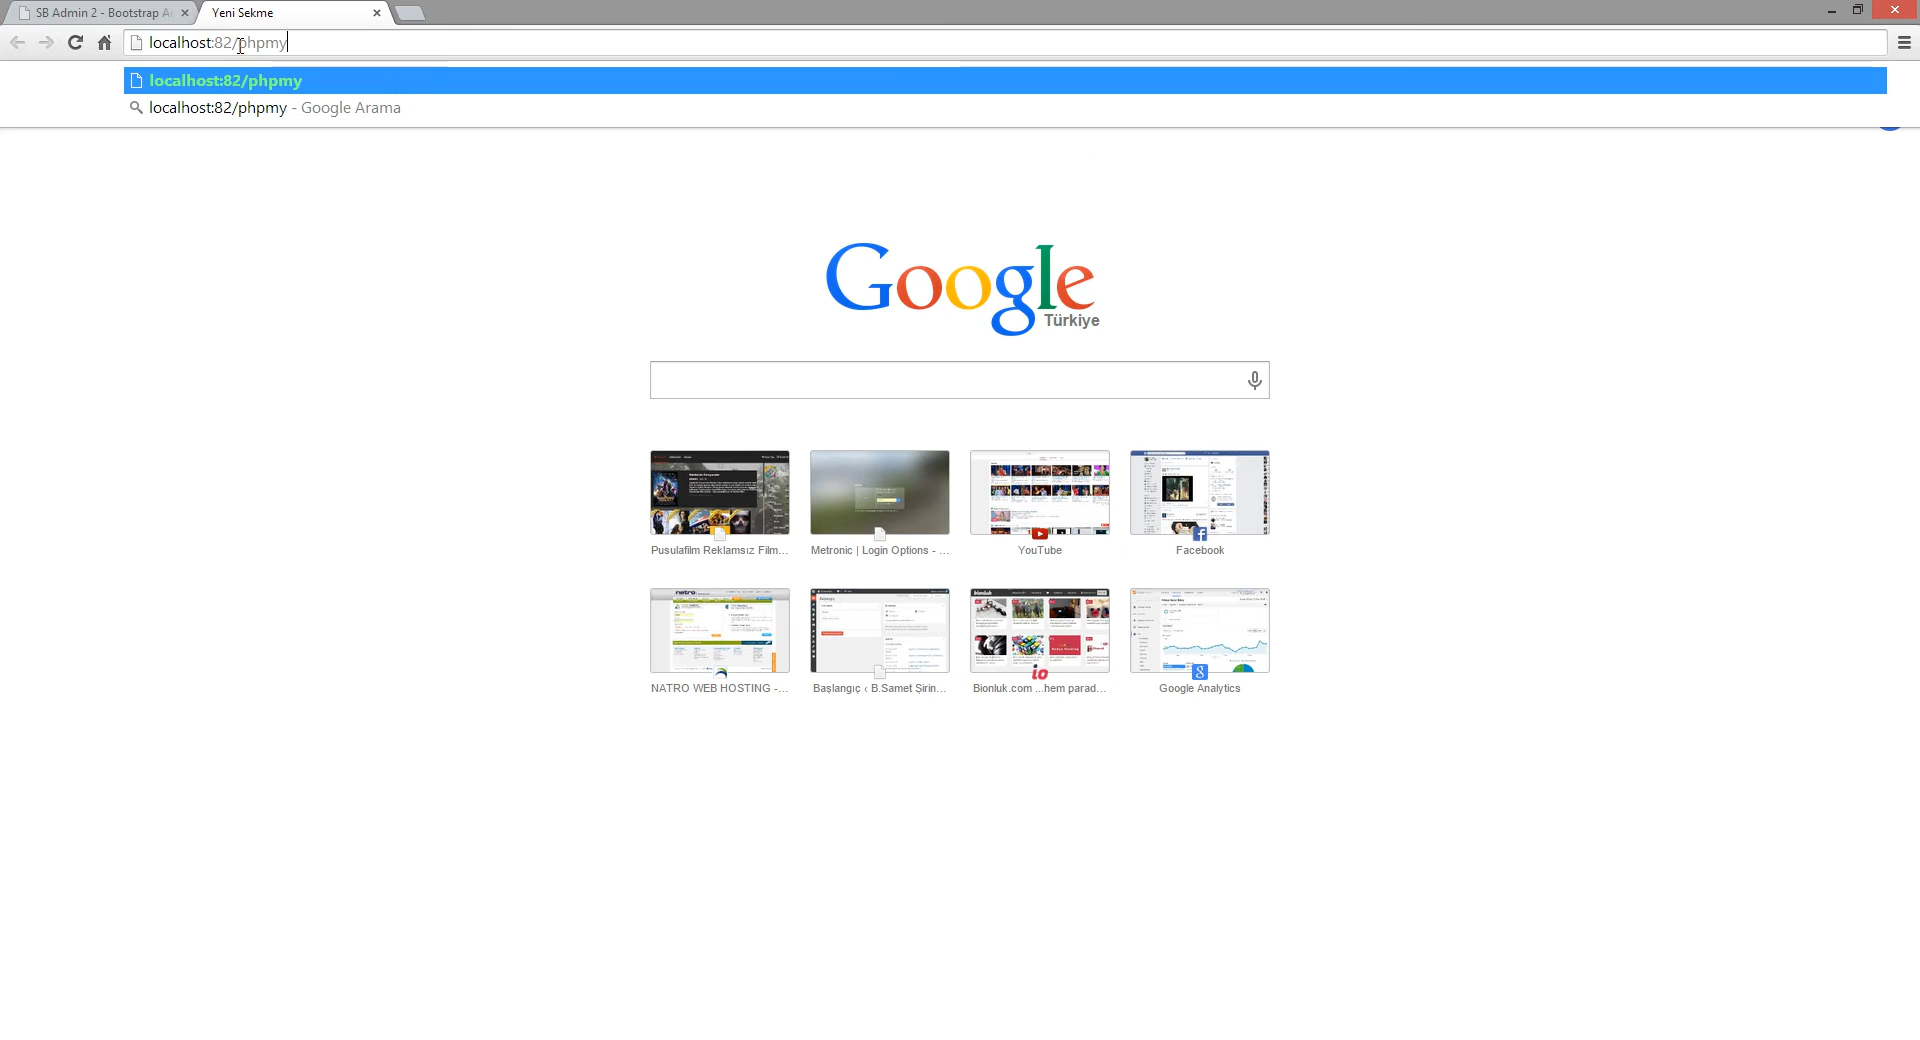 SB Admin 2 - Bootstrap A
Yeni Sekme
localhost:82/phpmy
localhost:82/phpmy
localhost:82/phpmy - Google Arama
Google
Türkiye
Pusulafilm Reklamsız Film...
Metronic | Login Options - ...
YouTube
Facebook
NATRO WEB HOSTING -...
Başlangıç ‹ B.Samet Şirin...
Bionluk.com ...hem parad...
Google Analytics